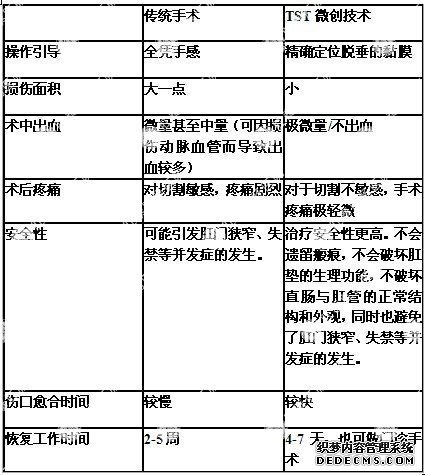 传统手术 TST 微创技术
操作引导 全凭手感 精确定位脱垂的黏膜
损伤面积 大一点 小
术中出血 微量甚至中量（可因损 极微量/不出血
伤动脉血管而导致出
血较多）
术后疼痛 对切割敏感，疼痛剧烈 对于切割不敏感，手术
疼痛极轻微
安全性 可能引发肛门狭窄、失 治疗安全性更高。不会
禁等并发症的发生。 遗留瘢痕，不会破坏肛
垫的生理功能，不破坏
直肠与肛管的正常结
构和外观，同时也避免
了肛门狭窄、失禁等并
发症的发生。
伤口愈合时间 较慢 较快
恢复工作时间 2-5周 4-7 天，也可做门诊手
术
织梦内容管理系统
DEDECMS.COM